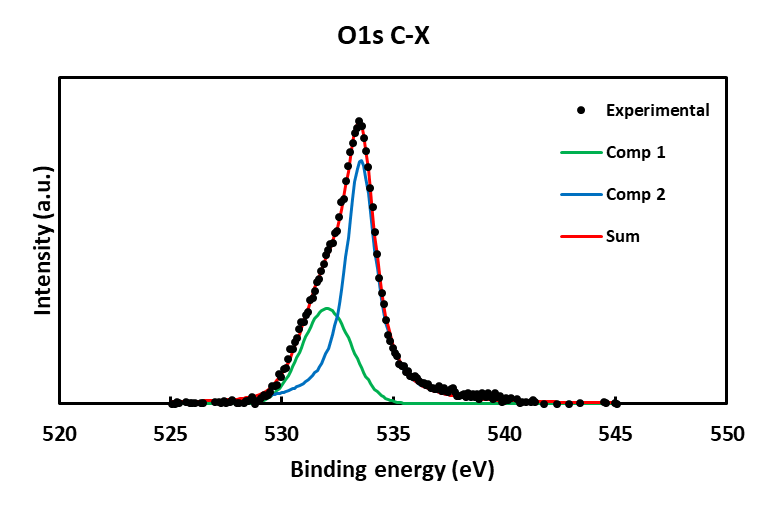 O1s C-X
Experimental
Comp 1
Comp 2
Sum
Intensity (a.u.)
520 525 530 535 540 545 550
Binding energy (eV)